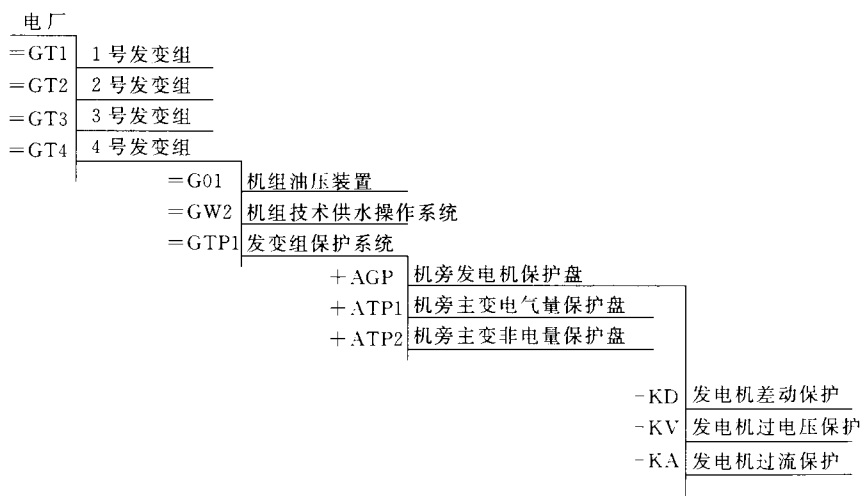 电厂
=GT1 1号发变组
=GT2 2号发变组
=GT3 3号发变组
=GT4 4号发变组
=G01 机组油压装置
=GW2 机组技术供水操作系统
=GTP1 发变组保护系统
+AGP 机旁发电机保护盘
+ATP1 机旁主变电气量保护盘
+ATP2 机旁主变非电量保护盘
-KD 发电机差动保护
-KV 发电机过电压保护
-KA 发电机过流保护